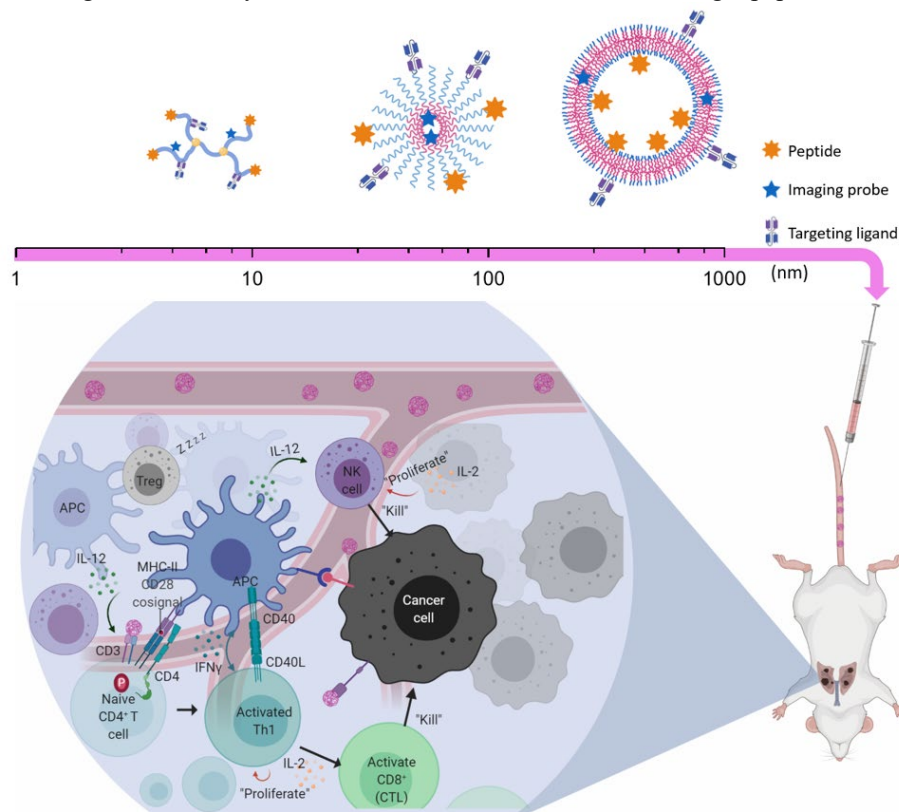 Peptide
Imaging probe
Targeting ligand
1
10
100
1000
(nm)
Z Z Z Z
IL-12
Treg
NK
cell
"Proliferate"
IL-2
APC
"Kill"
IL-12
MHC-II
CD28
cosignal
APC
Cancer
cell
CD40
CD3
CD4
IFNγ
CD40L
P
Naive
CD4⁺ T
cell
Activated
Th1
"Kill"
IL-2
Activate
CD8⁺
(CTL)
"Proliferate"